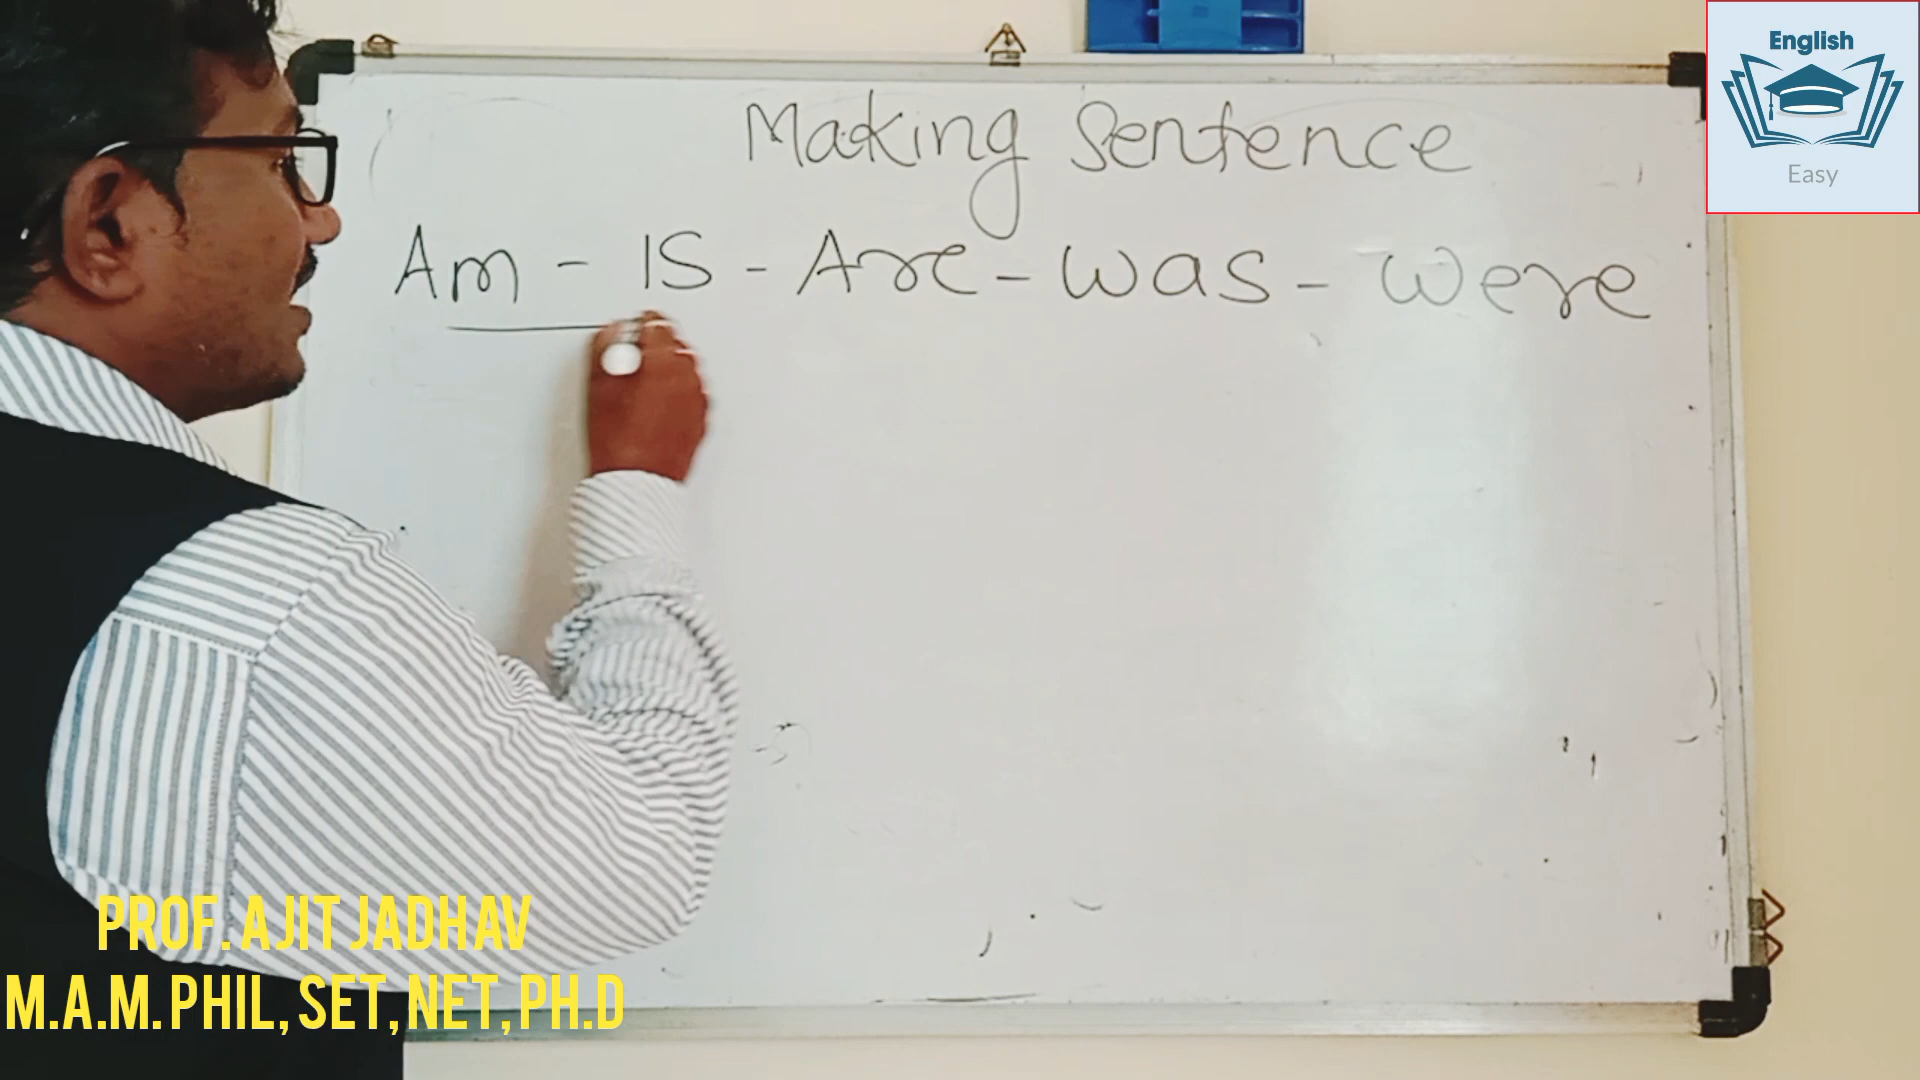 English
Easy
Making Sentence
Am - IS - Are - Was - Were
PROF. AJIT JADHAV
M.A.M. PHIL, SET, NET, PH.D